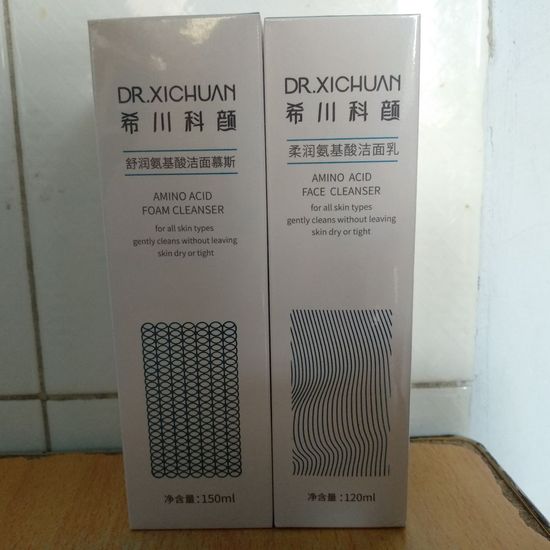 DR.XICHUAN
希川科颜
舒润氨基酸洁面慕斯
AMINO ACID
FOAM CLEANSER
for all skin types
gently cleans without leaving
skin dry or tight
净含量:150ml
DR.XICHUAN
希川科颜
柔润氨基酸洁面乳
AMINO ACID
FACE CLEANSER
for all skin types
gently cleans without leaving
skin dry or tight
净含量:120ml